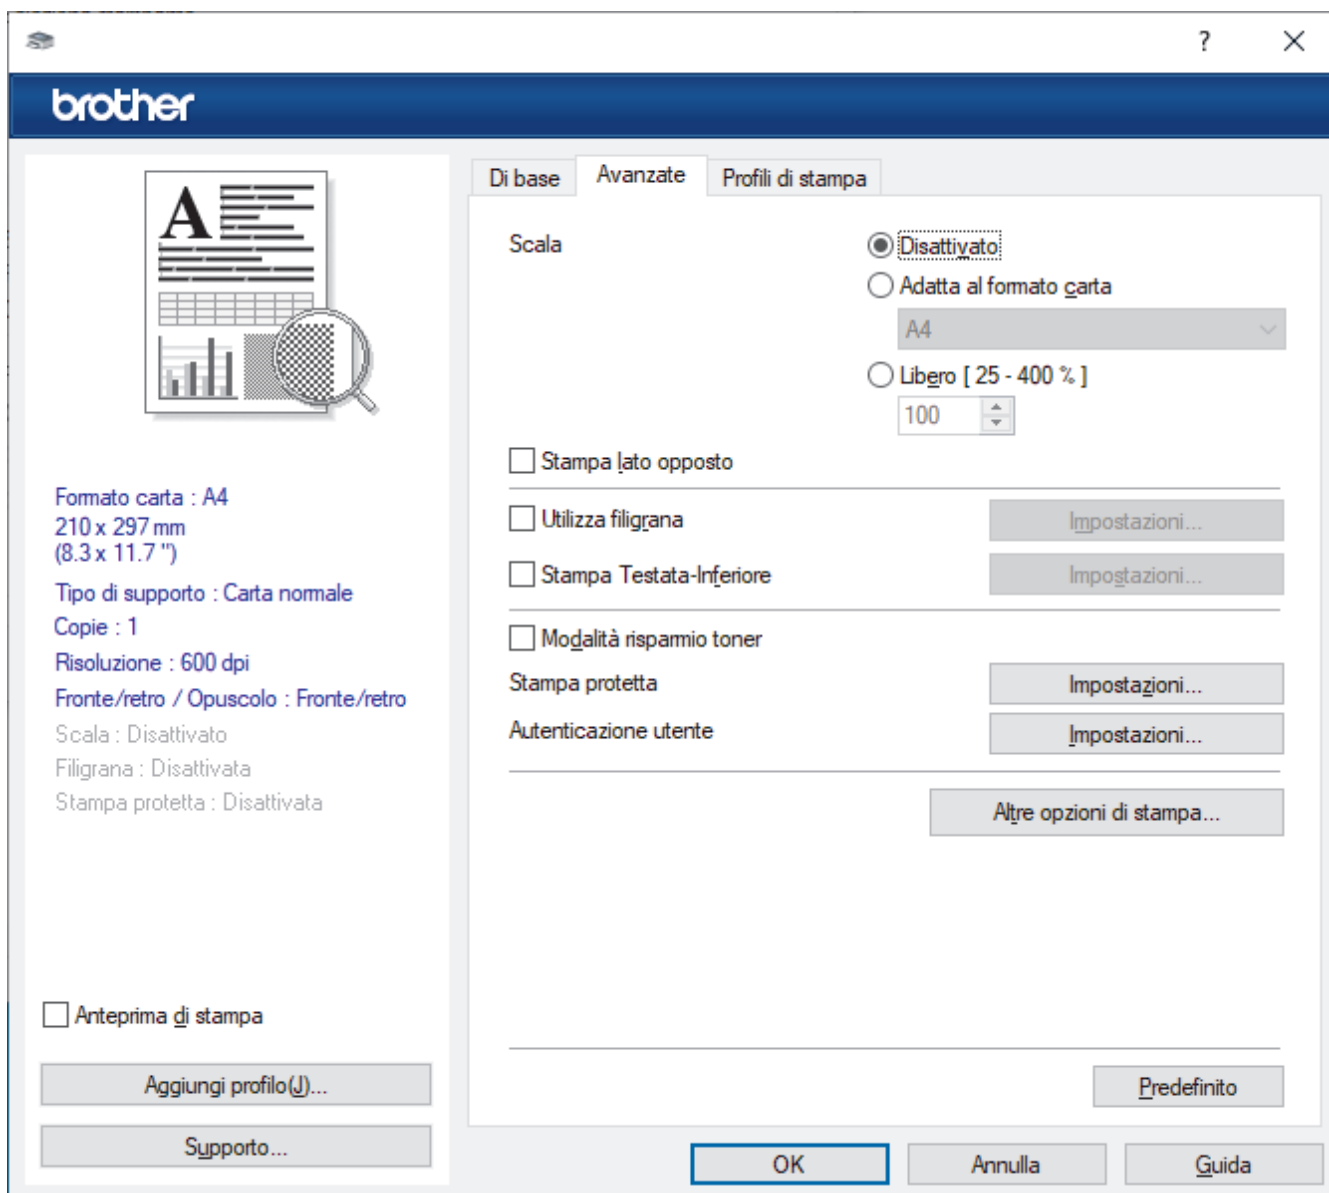 ?
brother
A
Di base
Avanzate
Profili di stampa
Scala
Disattivato
Adatta al formato carta
A4
Libero [ 25 - 400 % ]
100
Stampa lato opposto
Utilizza filigrana
Impostazioni...
Stampa Testata-Inferiore
Impostazioni...
Modalità risparmio toner
Stampa protetta
Impostazioni...
Autenticazione utente
Impostazioni...
Altre opzioni di stampa...
Formato carta : A4
210 x 297 mm
(8.3 x 11.7 ")
Tipo di supporto : Carta normale
Copie : 1
Risoluzione : 600 dpi
Fronte/retro / Opuscolo : Fronte/retro
Scala : Disattivato
Filigrana : Disattivata
Stampa protetta : Disattivata
Anteprima di stampa
Aggiungi profilo(J)...
Supporto...
Predefinito
OK
Annulla
Guida